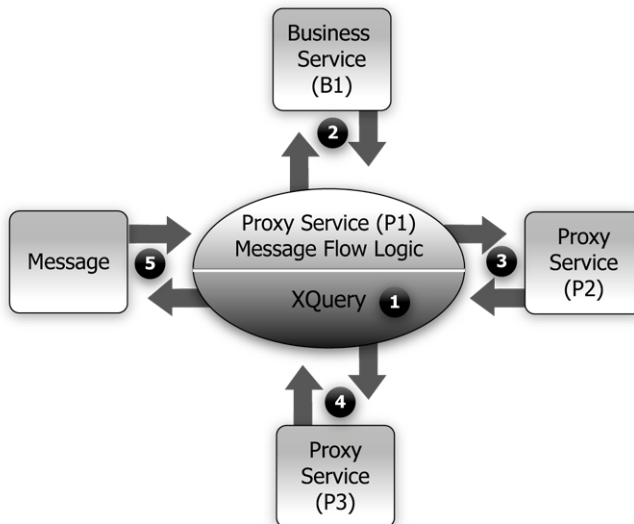 Business
Service
(B1)
2
Proxy Service (P1)
Message Flow Logic
Message
5
3
Proxy
Service
(P2)
XQuery 1
4
Proxy
Service
(P3)